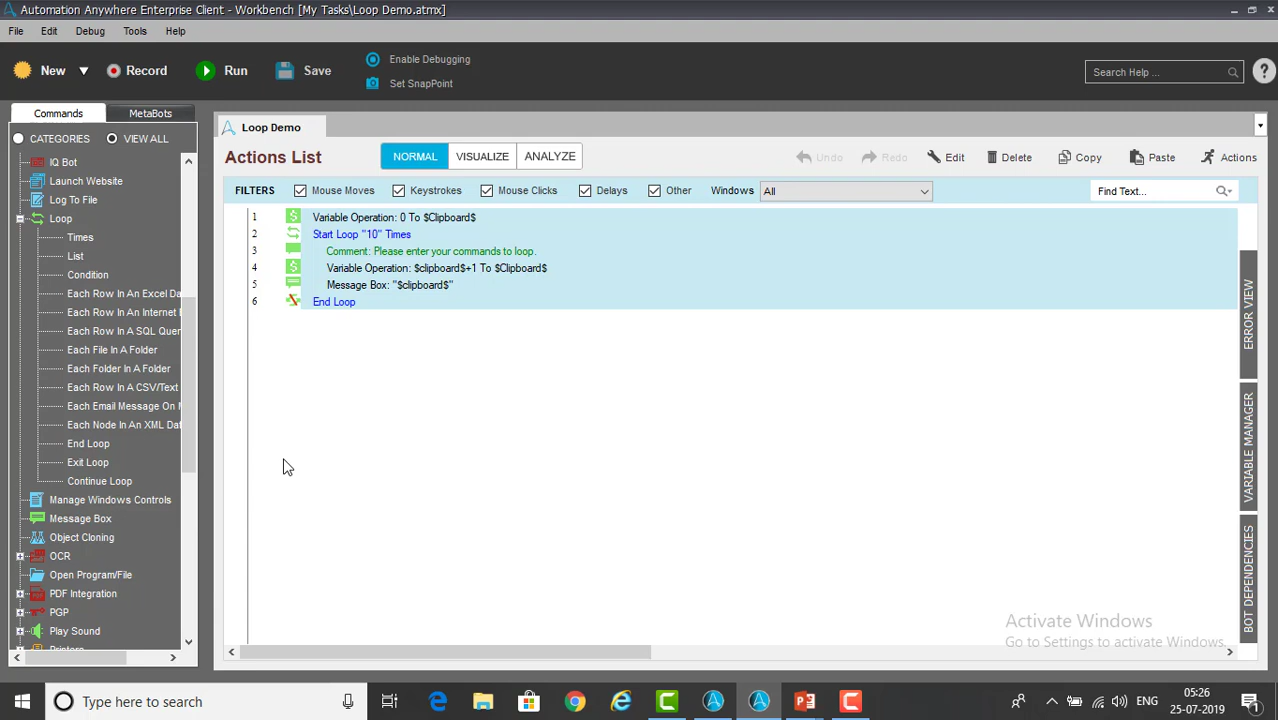 Automation Anywhere Enterprise Client - Workbench [My Tasks\Loop Demo.atmx]
File Edit Debug Tools Help
New Record Run Save
Enable Debugging
Set SnapPoint
Search Help ...
Commands MetaBots
CATEGORIES VIEW ALL
IQ Bot
Launch Website
Log To File
Loop
Times
List
Condition
Each Row In An Excel Da
Each Row In An Internet
Each Row In A SQL Quer
Each File In A Folder
Each Folder In A Folder
Each Row In A CSV/Text
Each Email Message On
Each Node In An XML Dat
End Loop
Exit Loop
Continue Loop
Manage Windows Controls
Message Box
Object Cloning
OCR
Open Program/File
PDF Integration
PGP
Play Sound
Printers
Loop Demo
Actions List
NORMAL VISUALIZE ANALYZE
Undo Redo Edit Delete Copy Paste Actions
FILTERS Mouse Moves Keystrokes Mouse Clicks Delays Other Windows All Find Text...
1 Variable Operation: 0 To $Clipboard$
2 Start Loop "10" Times
3 Comment: Please enter your commands to loop.
4 Variable Operation: $clipboard$+1 To $Clipboard$
5 Message Box: "$clipboard$"
6 End Loop
ERROR VIEW
VARIABLE MANAGER
BOT DEPENDENCIES
Activate Windows
Go to Settings to activate Windows.
Type here to search
ENG
05:26
25-07-2019
1